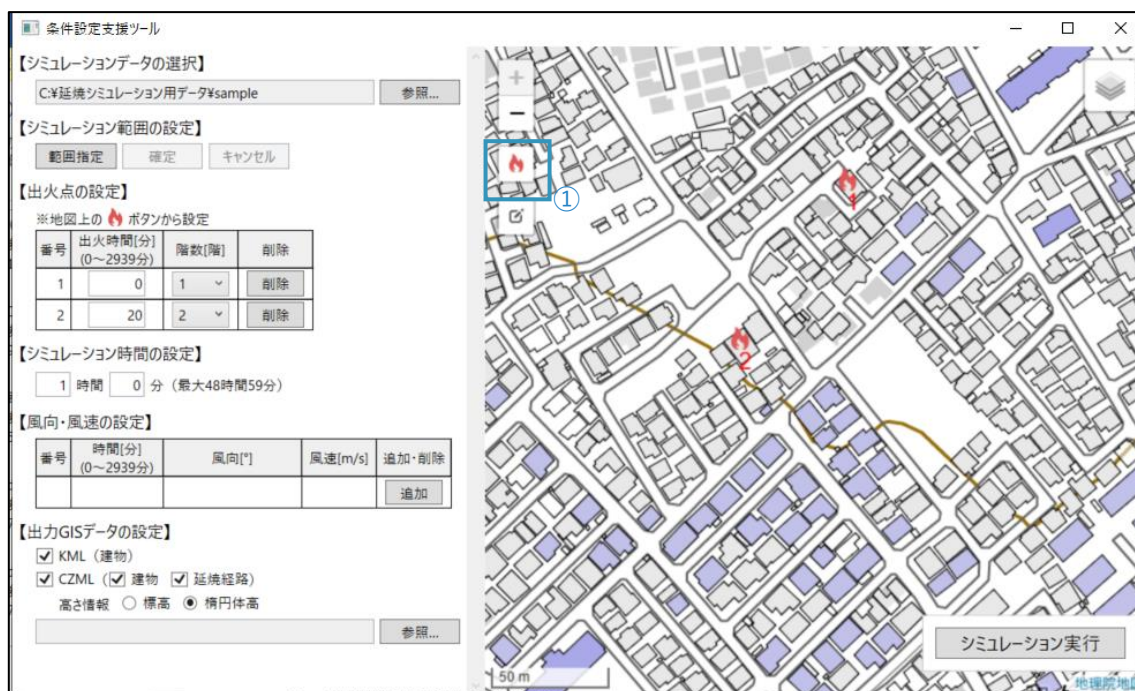 条件設定支援ツール
【シミュレーションデータの選択】
C:¥延焼シミュレーション用データ¥sample 参照...
【シミュレーション範囲の設定】
範囲指定 確定 キャンセル
【出火点の設定】
※地図上の ボタンから設定
番号 出火時間[分] (0～2939分) 階数[階] 削除
1 0 1 削除
2 20 2 削除
【シミュレーション時間の設定】
1 時間 0 分 (最大48時間59分)
【風向・風速の設定】
番号 時間[分] (0～2939分) 風向[°] 風速[m/s] 追加・削除
追加
【出力GISデータの設定】
KML (建物)
CZML (建物 延焼経路)
高さ情報 標高 楕円体高
参照...
+
−
①
1
2
シミュレーション実行
50 m
地理院地図